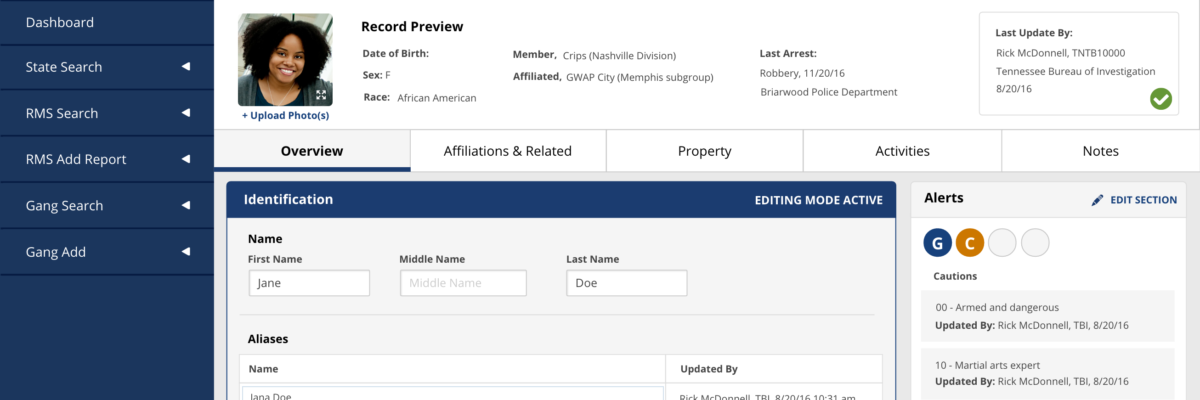 Dashboard
State Search
RMS Search
RMS Add Report
Gang Search
Gang Add
+ Upload Photo(s)
Record Preview
Date of Birth:
Sex: F
Race: African American
Member, Crips (Nashville Division)
Affiliated, GWAP City (Memphis subgroup)
Last Arrest:
Robbery, 11/20/16
Briarwood Police Department
Last Update By:
Rick McDonnell, TNTB10000
Tennessee Bureau of Investigation
8/20/16
Overview
Affiliations & Related
Property
Activities
Notes
Identification
EDITING MODE ACTIVE
Name
First Name
Middle Name
Last Name
Jane
Middle Name
Doe
Aliases
Name
Updated By
Jana Doe
Rick McDonnell, TBI, 8/20/16 10:31 am
Alerts
EDIT SECTION
G C
Cautions
00 - Armed and dangerous
Updated By: Rick McDonnell, TBI, 8/20/16
10 - Martial arts expert
Updated By: Rick McDonnell, TBI, 8/20/16